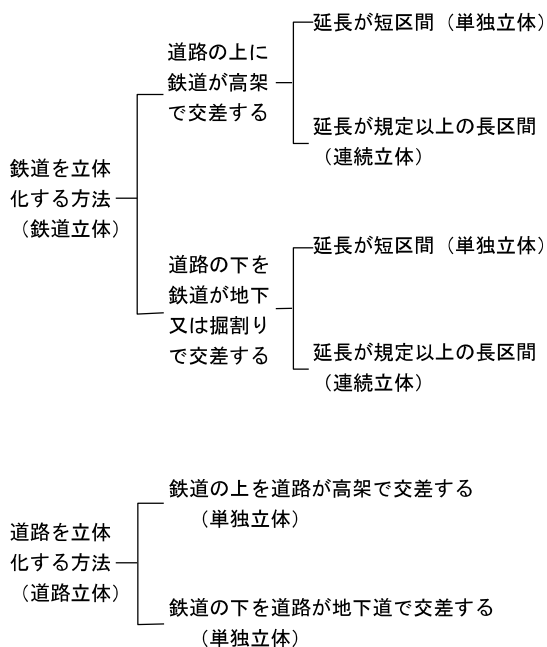 鉄道を立体
化する方法
（鉄道立体）
道路の上に
鉄道が高架
で交差する
延長が短区間（単独立体）
延長が規定以上の長区間
（連続立体）
道路の下を
鉄道が地下
又は掘割り
で交差する
延長が短区間（単独立体）
延長が規定以上の長区間
（連続立体）
道路を立体
化する方法
（道路立体）
鉄道の上を道路が高架で交差する
（単独立体）
鉄道の下を道路が地下道で交差する
（単独立体）